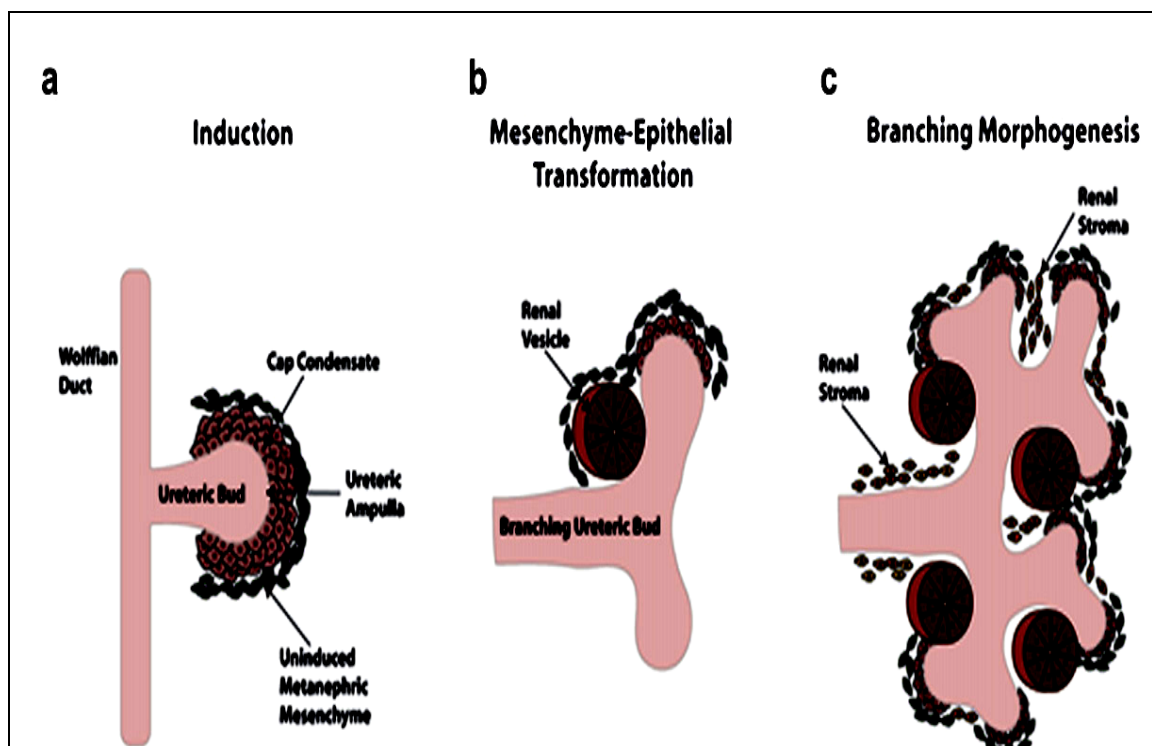 a
Induction
Wolffian
Duct
Cap Condensate
Ureteric Bud
Ureteric
Ampulla
Uninduced
Metanephric
Mesenchyme
b
Mesenchyme-Epithelial
Transformation
Renal
Vesicle
Branching Ureteric Bud
c
Branching Morphogenesis
Renal
Stroma
Renal
Stroma